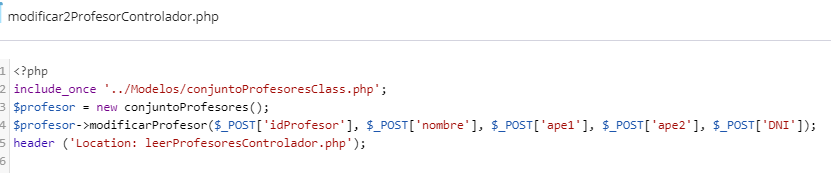 modificar2ProfesorControlador.php
1 <?php
2 include_once '../Modelos/conjuntoProfesoresClass.php';
3 $profesor = new conjuntoProfesores();
4 $profesor->modificarProfesor($_POST['idProfesor'], $_POST['nombre'], $_POST['ape1'], $_POST['ape2'], $_POST['DNI']);
5 header ('Location: leerProfesoresControlador.php');
6